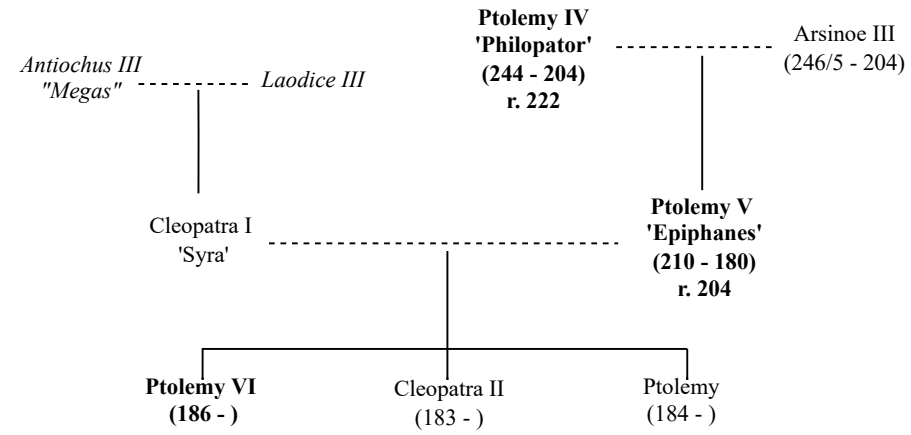 Ptolemy IV
'Philopator'
(244 - 204)
r. 222
Arsinoe III
(246/5 - 204)
Antiochus III
"Megas"
Laodice III
Cleopatra I
'Syra'
Ptolemy V
'Epiphanes'
(210 - 180)
r. 204
Ptolemy VI
(186 - )
Cleopatra II
(183 - )
Ptolemy
(184 - )